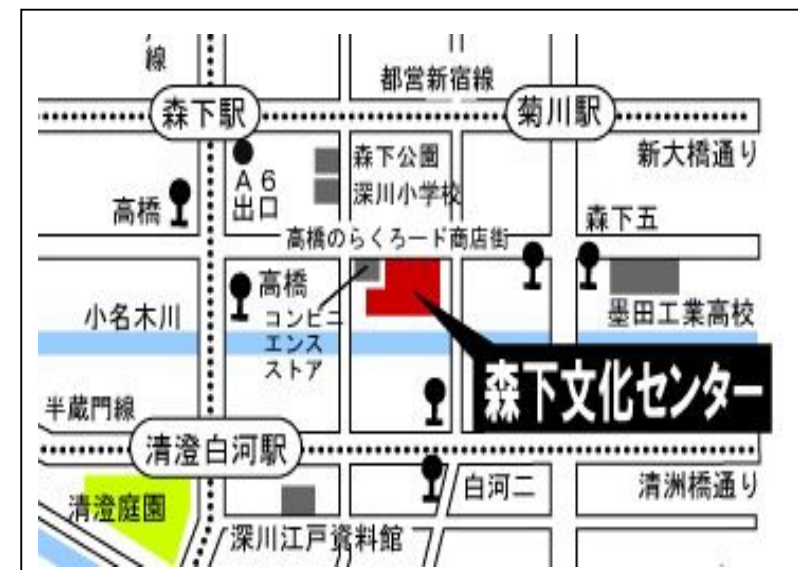 線
都営新宿線
森下駅
菊川駅
新大橋通り
森下公園
A6
出口
深川小学校
高橋
森下五
高橋のらくろード商店街
高橋
小名木川
コンビニ
エンス
ストア
墨田工業高校
森下文化センター
半蔵門線
清澄白河駅
清澄庭園
白河二
清洲橋通り
深川江戸資料館